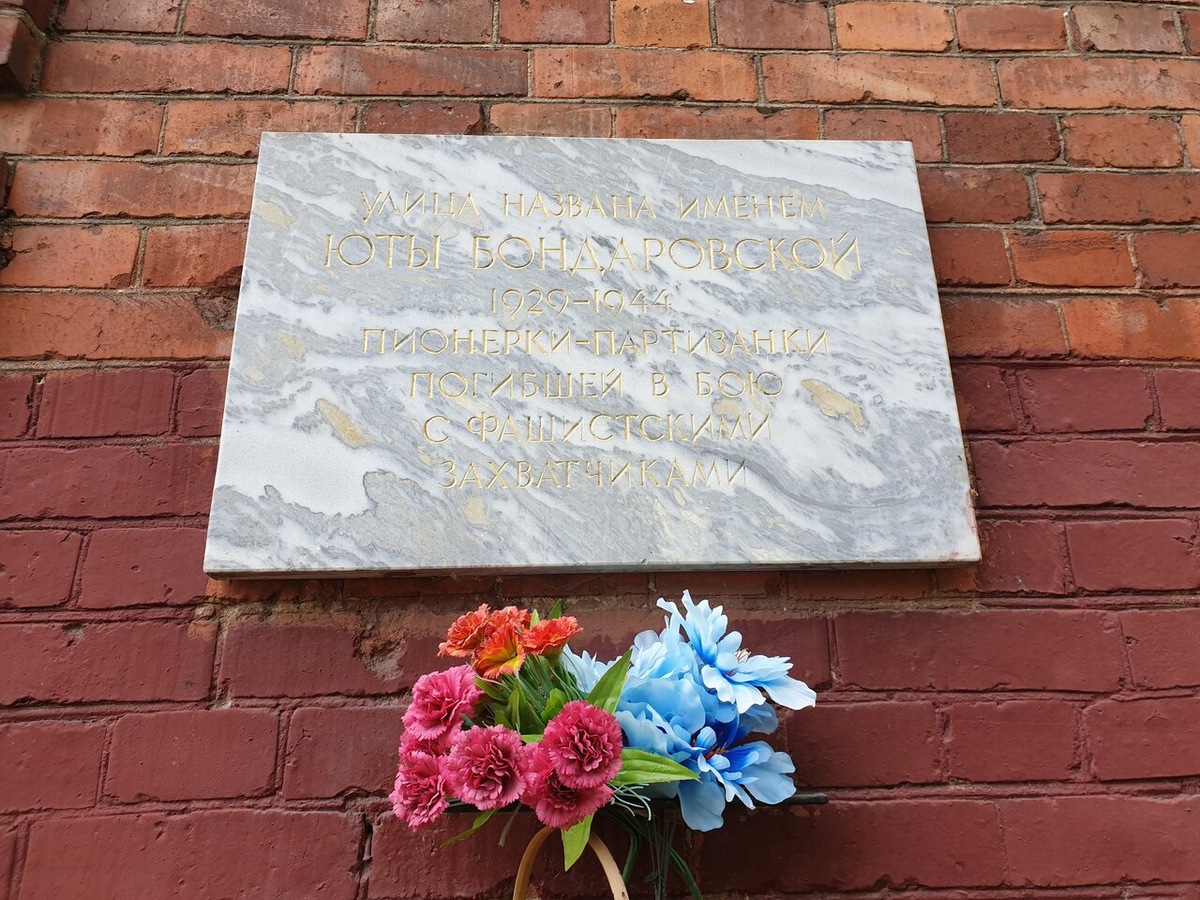 УЛИЦА НАЗВАНА ИМЕНЕМ
ЮТЫ БОНДАРОВСКОЙ
1929–1944
ПИОНЕРКИ-ПАРТИЗАНКИ
ПОГИБШЕЙ В БОЮ
С ФАШИСТСКИМИ
ЗАХВАТЧИКАМИ